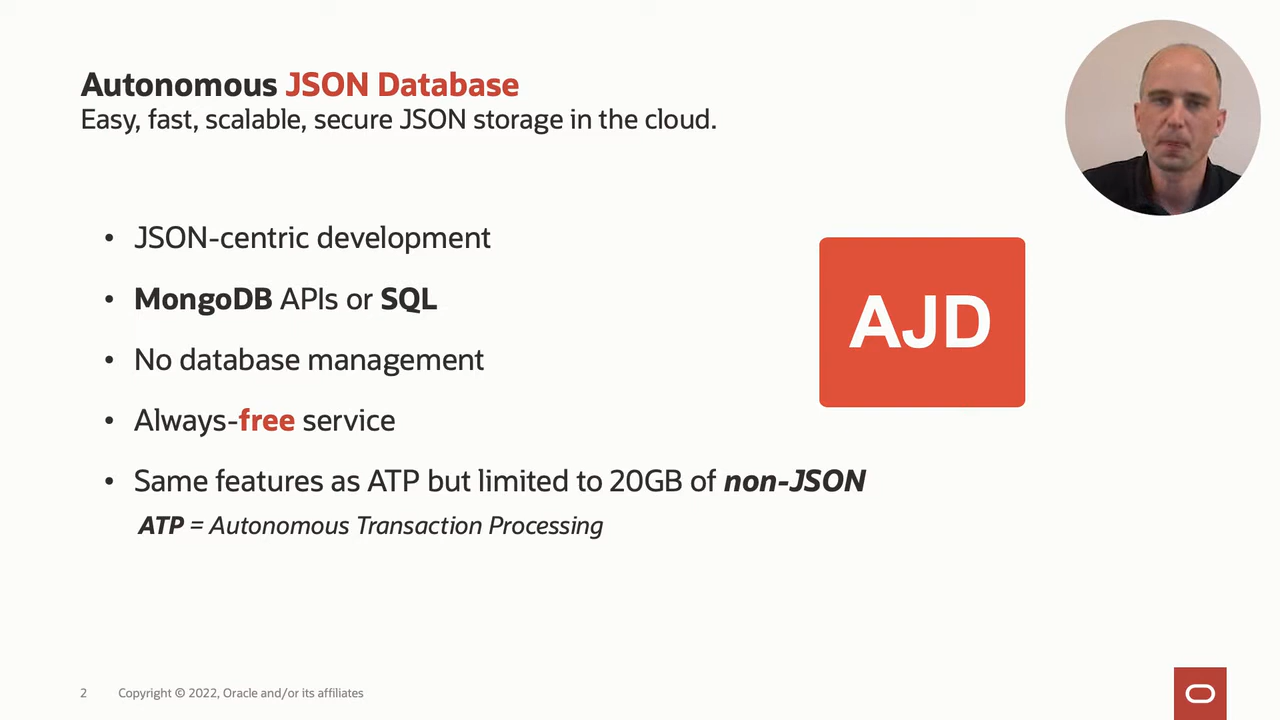 Autonomous JSON Database
Easy, fast, scalable, secure JSON storage in the cloud.
• JSON-centric development
• MongoDB APIs or SQL
• No database management
• Always-free service
• Same features as ATP but limited to 20GB of non-JSON
ATP = Autonomous Transaction Processing
AJD
2 Copyright © 2022, Oracle and/or its affiliates